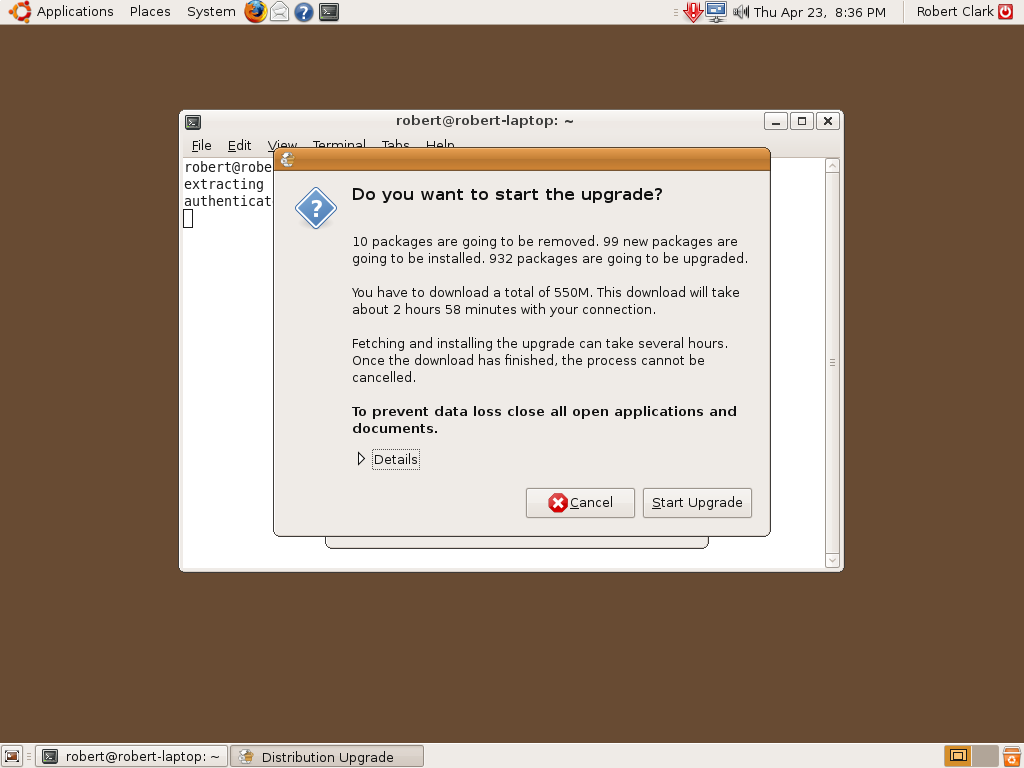 Applications Places System Thu Apr 23, 8:36 PM Robert Clark
robert@robert-laptop: ~
File Edit View Terminal Tabs Help
robert@robe
extracting
authenticat
Do you want to start the upgrade?
10 packages are going to be removed. 99 new packages are
going to be installed. 932 packages are going to be upgraded.
You have to download a total of 550M. This download will take
about 2 hours 58 minutes with your connection.
Fetching and installing the upgrade can take several hours.
Once the download has finished, the process cannot be
cancelled.
To prevent data loss close all open applications and
documents.
Details
Cancel Start Upgrade
robert@robert-laptop: ~ Distribution Upgrade